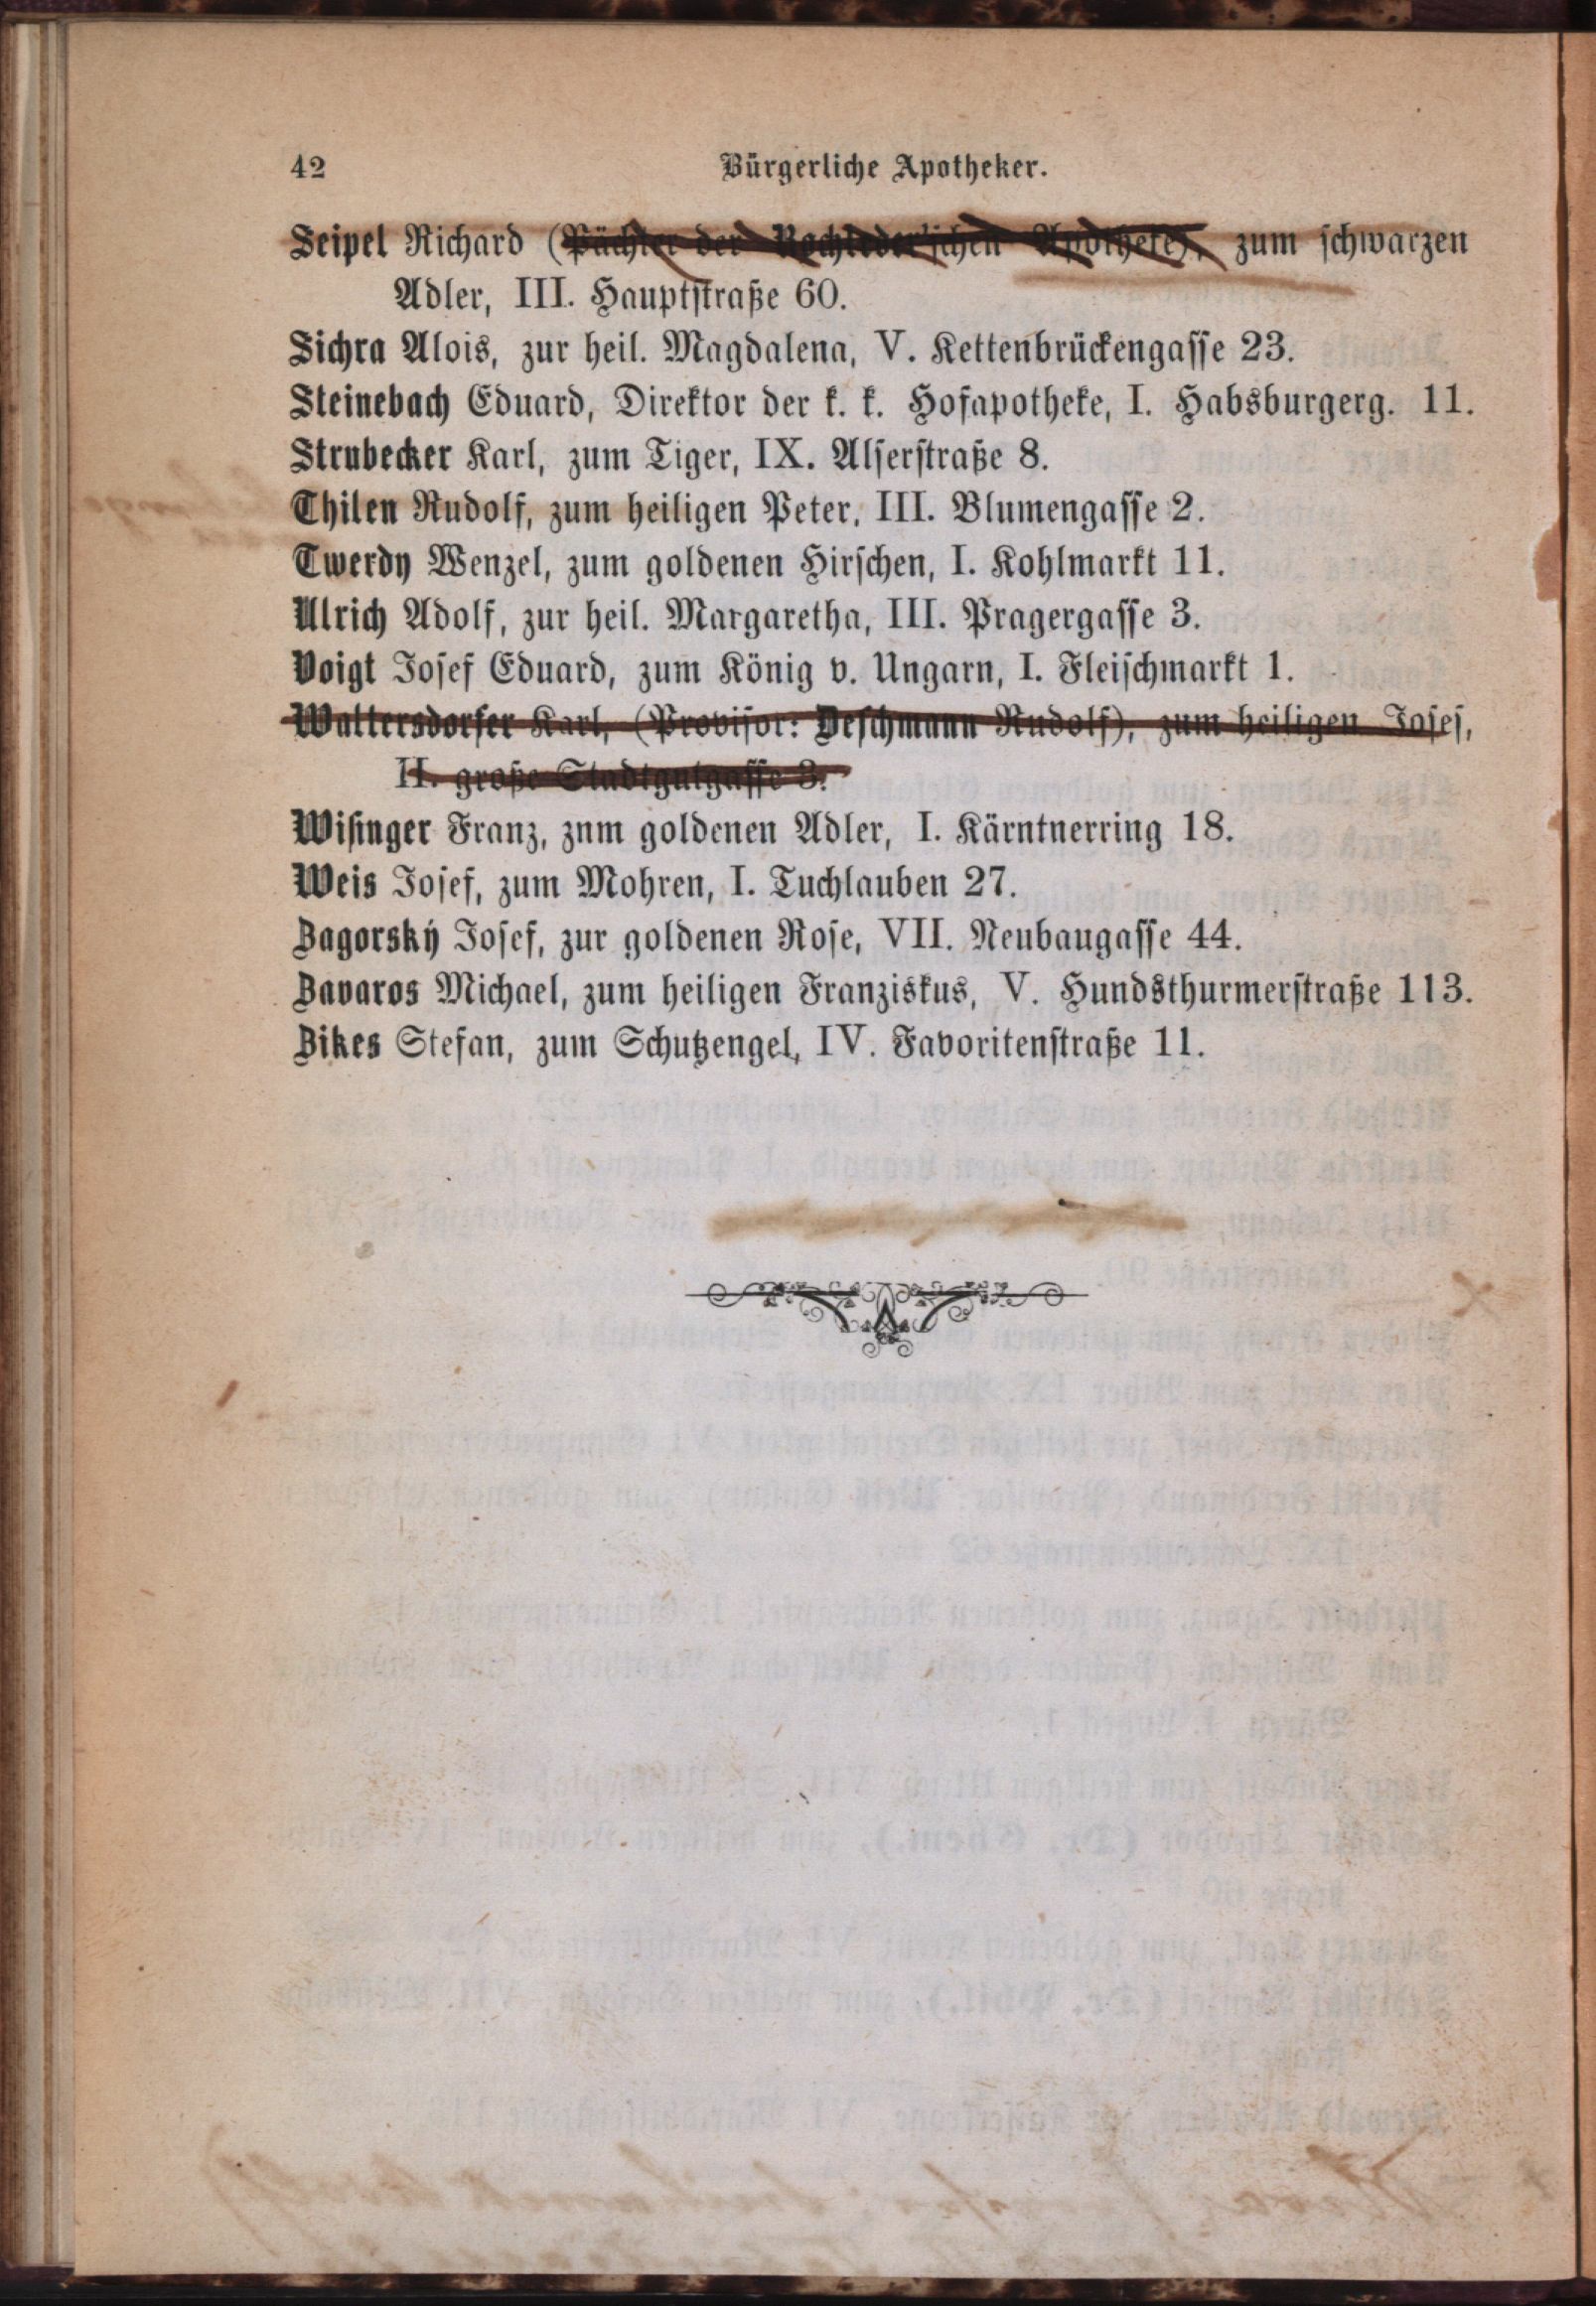 42 Bürgerliche Apotheker.
Seipel Richard (Pächter der Rochleder'schen Apotheke), zum schwarzen
Adler, III. Hauptstraße 60.
Sichra Alois, zur heil. Magdalena, V. Kettenbrückengasse 23.
Steinebach Eduard, Direktor der k. k. Hofapotheke, I. Habsburgerg. 11.
Strubecker Karl, zum Tiger, IX. Alserstraße 8.
Thilen Rudolf, zum heiligen Peter, III. Blumengasse 2.
Twerdy Wenzel, zum goldenen Hirschen, I. Kohlmarkt 11.
Ulrich Adolf, zur heil. Margaretha, III. Pragergasse 3.
Voigt Josef Eduard, zum König v. Ungarn, I. Fleischmarkt 1.
Waltersdorfer Karl, (Provisor: Deschmann Rudolf), zum heiligen Josef,
II. große Stadtgutgasse 3.
Wisinger Franz, znm goldenen Adler, I. Kärntnerring 18.
Weis Josef, zum Mohren, I. Tuchlauben 27.
Zagorský Josef, zur goldenen Rose, VII. Neubaugasse 44.
Zavaros Michael, zum heiligen Franziskus, V. Hundsthurmerstraße 113.
Zikes Stefan, zum Schutzengel, IV. Favoritenstraße 11.